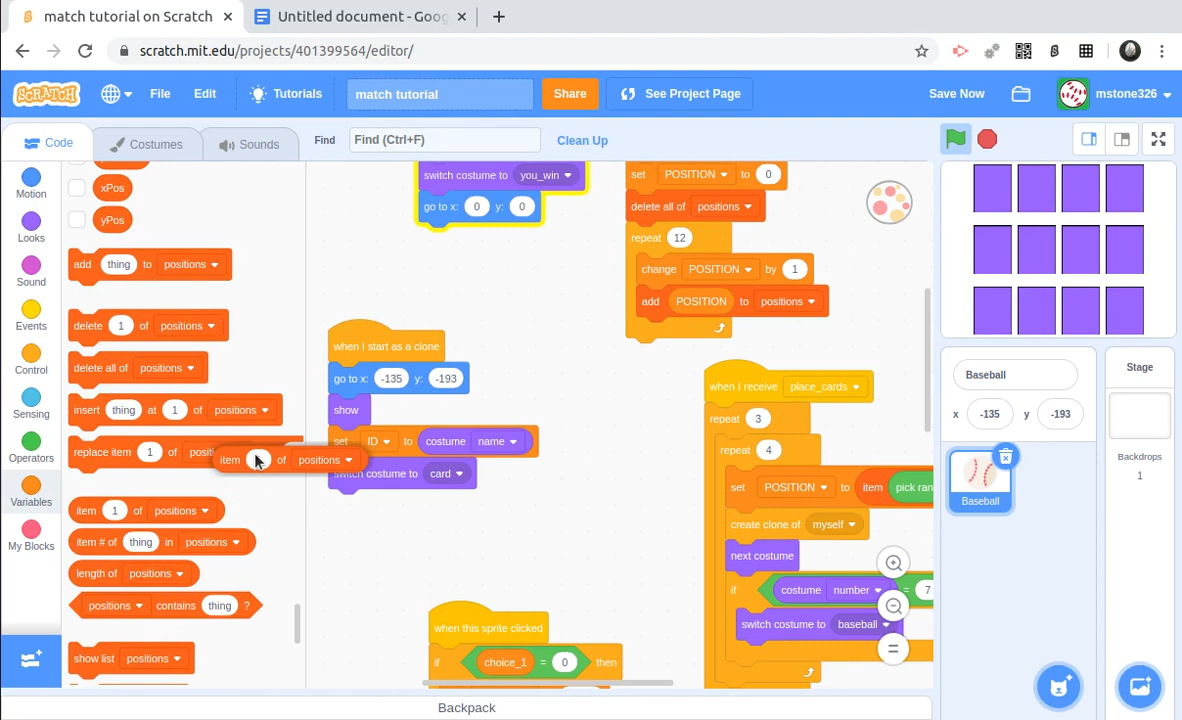 match tutorial on Scratch
Untitled document - Goog
scratch.mit.edu/projects/401399564/editor/
SCRATCH
File
Edit
Tutorials
match tutorial
Share
See Project Page
Save Now
mstone326
Code
Costumes
Sounds
Find
Find (Ctrl+F)
Clean Up
Motion
Looks
Sound
Events
Control
Sensing
Operators
Variables
My Blocks
xPos
yPos
add thing to positions
delete 1 of positions
delete all of positions
insert thing at 1 of positions
replace item 1 of
item of positions
item 1 of positions
item # of thing in positions
length of positions
positions contains thing ?
show list positions
switch costume to you_win
go to x: 0 y: 0
when I start as a clone
go to x: -135 y: -193
show
set ID to costume name
switch costume to card
when this sprite clicked
if choice_1 = 0 then
set POSITION to 0
delete all of positions
repeat 12
change POSITION by 1
add POSITION to positions
when I receive place_cards
repeat 3
repeat 4
set POSITION to item pick ran
create clone of myself
next costume
if costume number = 7
switch costume to baseball
Baseball
x -135 y -193
Baseball
Stage
Backdrops
1
Backpack